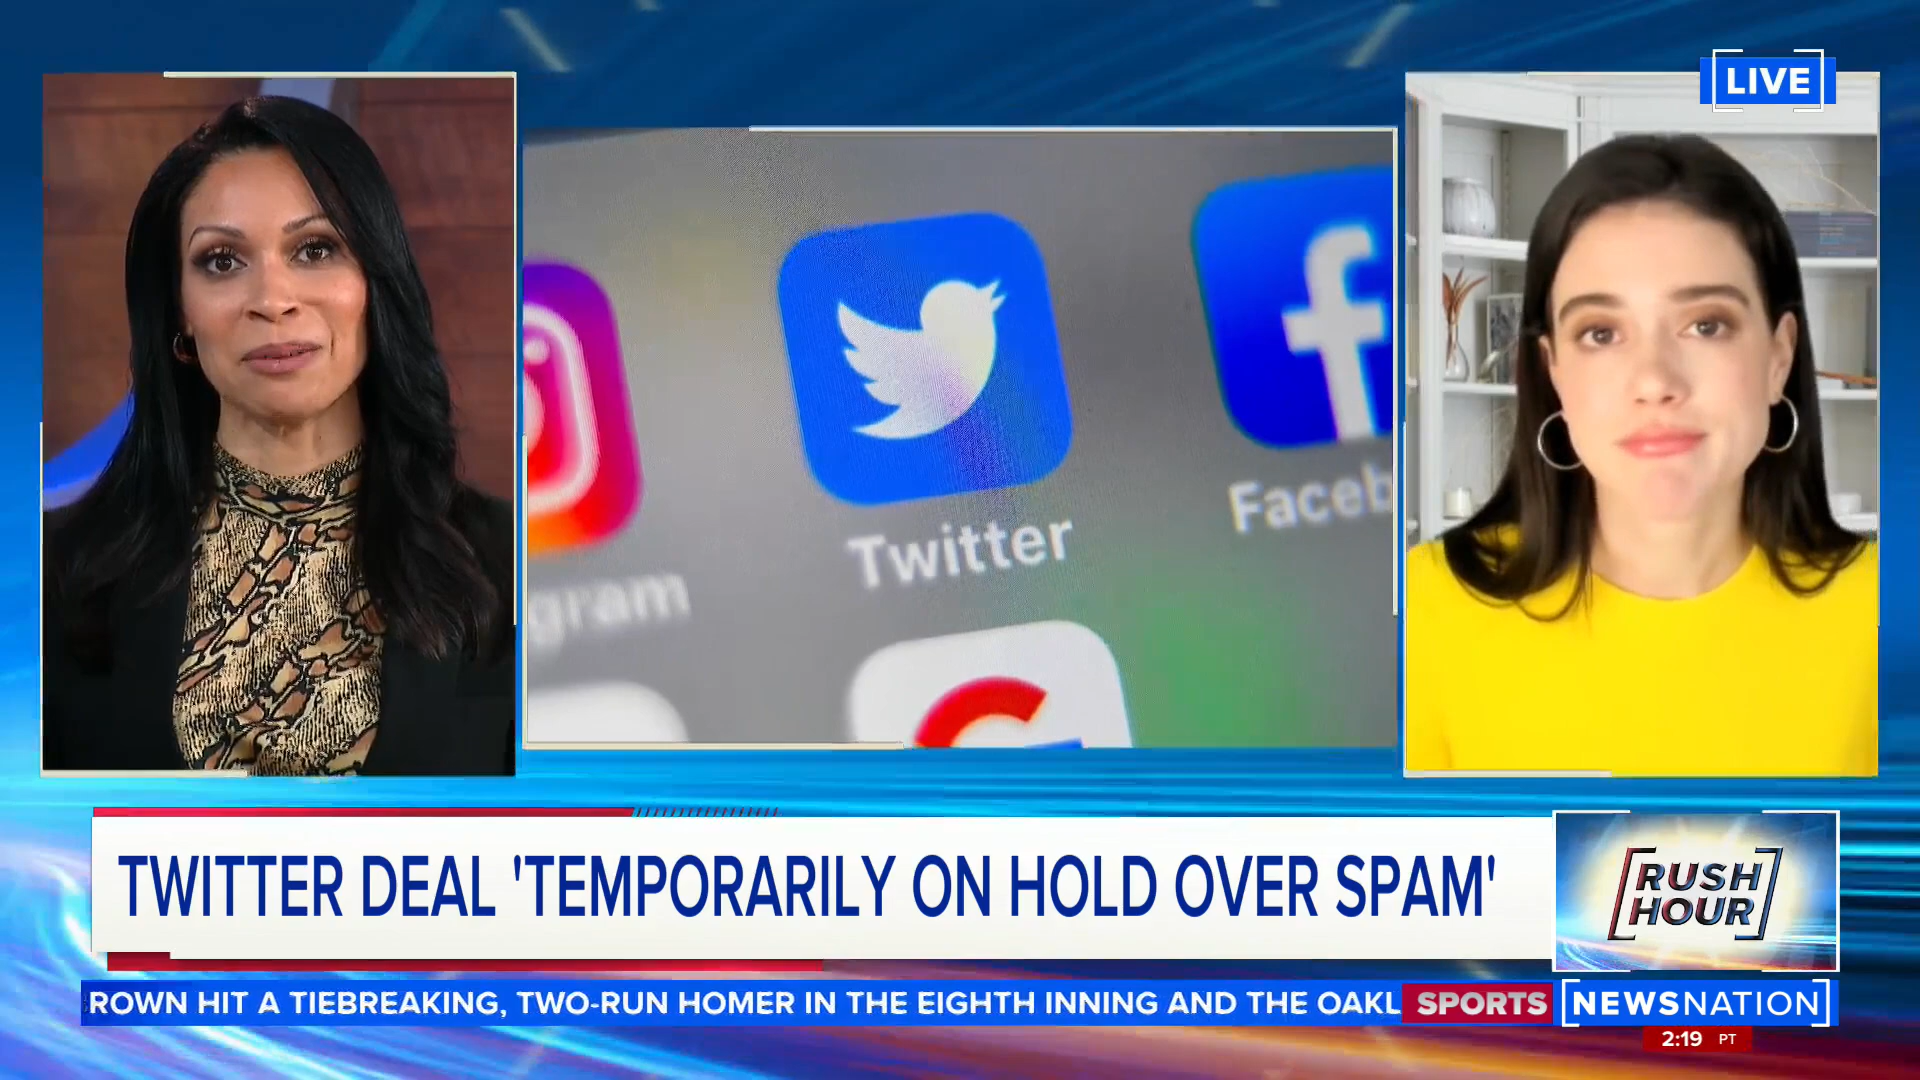 LIVE
Twitter
Faceb
gram
TWITTER DEAL 'TEMPORARILY ON HOLD OVER SPAM'
RUSH
HOUR
ROWN HIT A TIEBREAKING, TWO-RUN HOMER IN THE EIGHTH INNING AND THE OAKL
SPORTS
NEWSNATION
2:19 PT